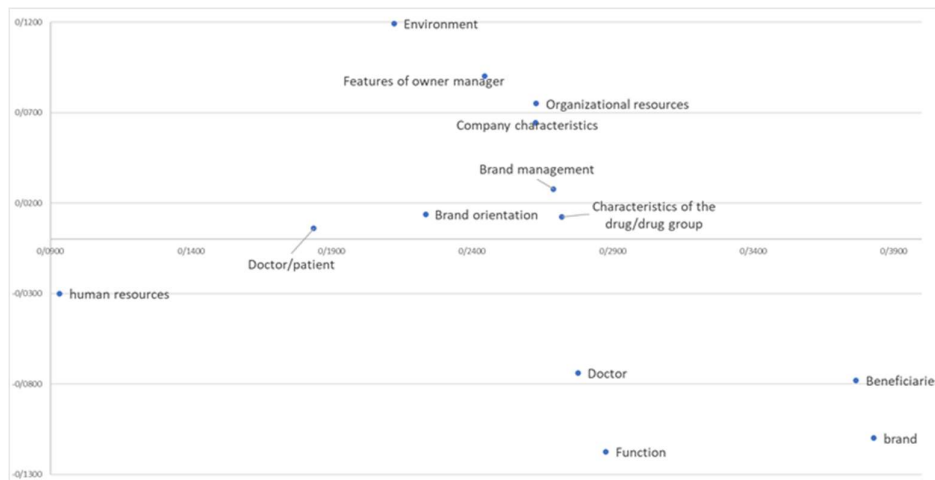 0/1200
Environment
Features of owner manager
0/0700
Organizational resources
Company characteristics
Brand management
0/0200
Brand orientation
Characteristics of the
drug/drug group
0/0900
0/1400
0/1900
0/2400
0/2900
0/3400
0/3900
Doctor/patient
-0/0300
human resources
Doctor
-0/0800
Beneficiarie
brand
Function
-0/1300